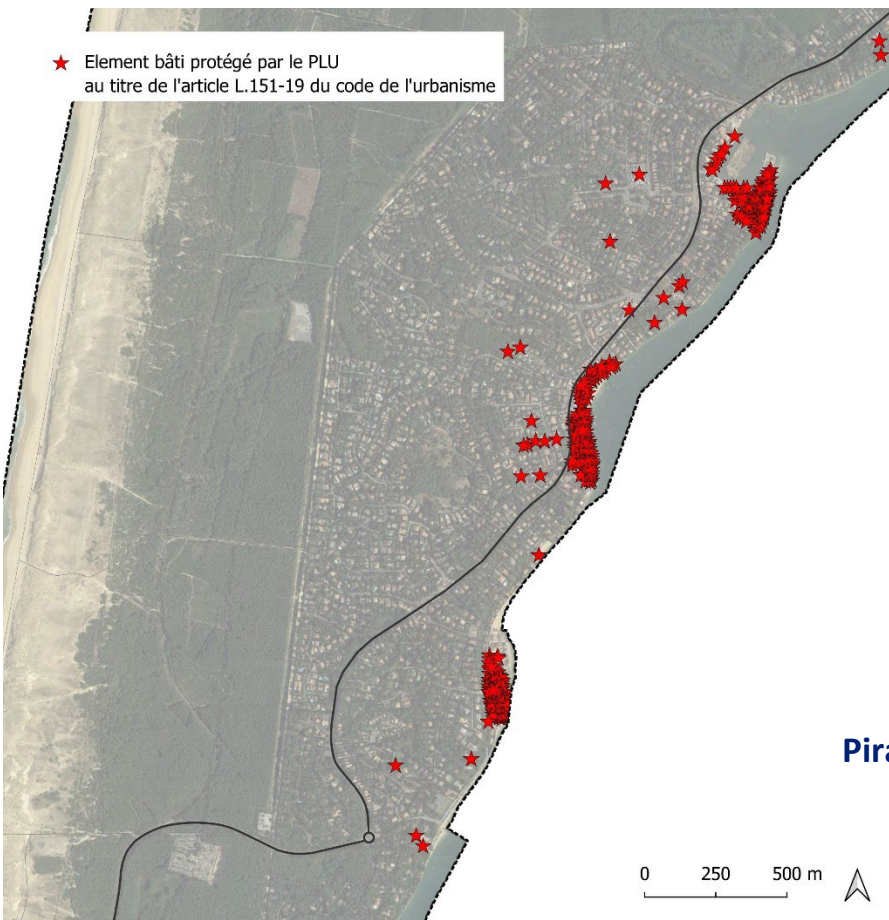 Element bâti protégé par le PLU
au titre de l'article L.151-19 du code de l'urbanisme
Pira
0 250 500 m